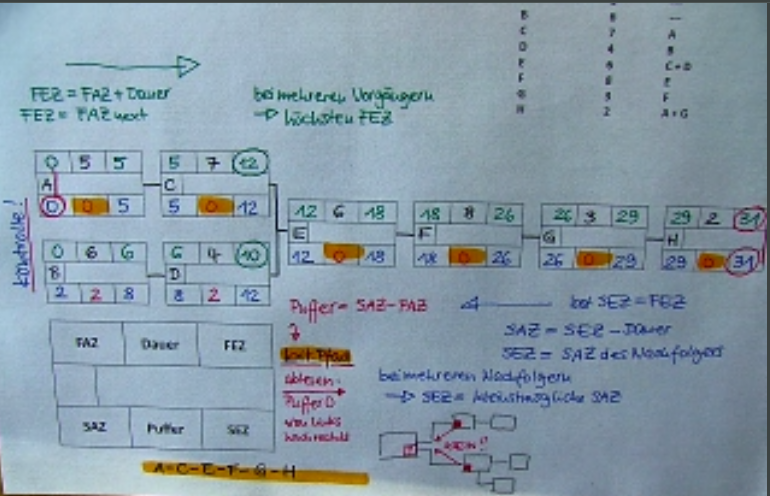 B 6 —
C 7 A
D 4 B
E 6 C+D
F 8 E
G 3 F
H 2 A+G
FEZ = FAZ + Dauer
FEZ = FAZ next
bei mehreren Vorgängern
→ höchsten FEZ
Kontrolle!
0 5 5
A
0 0 5
5 7 12
C
5 0 12
0 6 6
B
2 2 8
6 4 10
D
8 2 12
12 6 18
E
12 0 18
18 8 26
F
18 0 26
26 3 29
G
26 0 29
29 2 31
H
29 0 31
Puffer = SAZ - FAZ
krit. Pfad
ablesen
Puffer 0
von links
nach rechts
bei SEZ = FEZ
SAZ = SEZ - Dauer
SEZ = SAZ des Nachfolgers
bei mehreren Nachfolgern
→ SEZ = kleinstmögliche SAZ
FAZ Dauer FEZ
SAZ Puffer SEZ
A-C-E-F-G-H